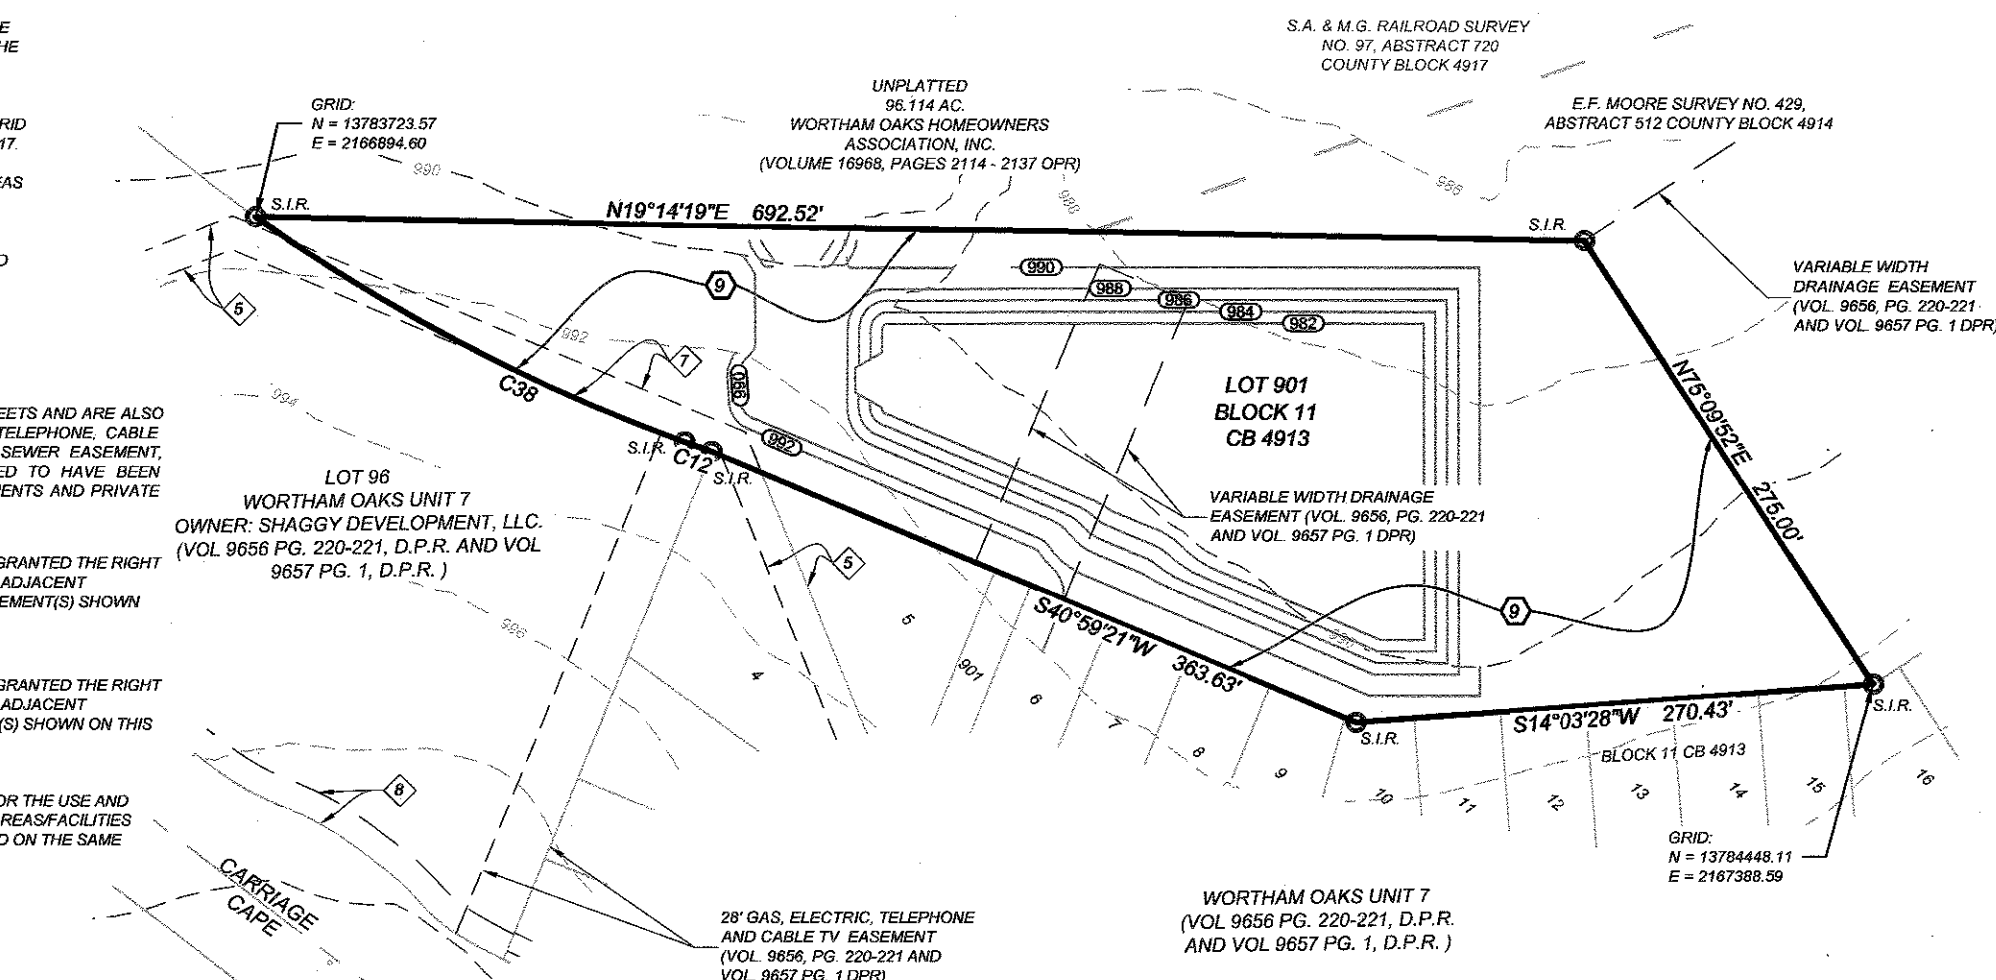 E
HE
RID
17.
EAS
D
EETS AND ARE ALSO
TELEPHONE, CABLE
SEWER EASEMENT,
ED TO HAVE BEEN
ENTS AND PRIVATE
GRANTED THE RIGHT
ADJACENT
EMENT(S) SHOWN
GRANTED THE RIGHT
ADJACENT
(S) SHOWN ON THIS
OR THE USE AND
REAS/FACILITIES
D ON THE SAME
GRID:
N = 13783723.57
E = 2166894.60
S.I.R.
990
UNPLATTED
96.114 AC.
WORTHAM OAKS HOMEOWNERS
ASSOCIATION, INC.
(VOLUME 16968, PAGES 2114 - 2137 OPR)
S.A. & M.G. RAILROAD SURVEY
NO. 97, ABSTRACT 720
COUNTY BLOCK 4917
E.F. MOORE SURVEY NO. 429,
ABSTRACT 512 COUNTY BLOCK 4914
986
988
N19°14'19"E 692.52'
S.I.R.
VARIABLE WIDTH
DRAINAGE EASEMENT
(VOL. 9656, PG. 220-221
AND VOL. 9657 PG. 1 DPR)
5
9
990
988
986
984
982
992
7
990
994
C38
992
LOT 901
BLOCK 11
CB 4913
N75°09'52"E 275.00'
S.I.R.
C12
S.I.R.
LOT 96
WORTHAM OAKS UNIT 7
OWNER: SHAGGY DEVELOPMENT, LLC.
(VOL 9656 PG. 220-221, D.P.R. AND VOL
9657 PG. 1, D.P.R. )
VARIABLE WIDTH DRAINAGE
EASEMENT (VOL. 9656, PG. 220-221
AND VOL. 9657 PG. 1 DPR)
5
996
S40°59'21"W 363.63'
9
990
4
5
901
6
7
8
9
10
11
12
13
14
15
16
S.I.R.
S14°03'28"W 270.43'
S.I.R.
BLOCK 11 CB 4913
8
CARRIAGE
CAPE
GRID:
N = 13784448.11
E = 2167388.59
28' GAS, ELECTRIC, TELEPHONE
AND CABLE TV EASEMENT
(VOL. 9656, PG. 220-221 AND
VOL. 9657 PG. 1 DPR)
WORTHAM OAKS UNIT 7
(VOL 9656 PG. 220-221, D.P.R.
AND VOL 9657 PG. 1, D.P.R. )